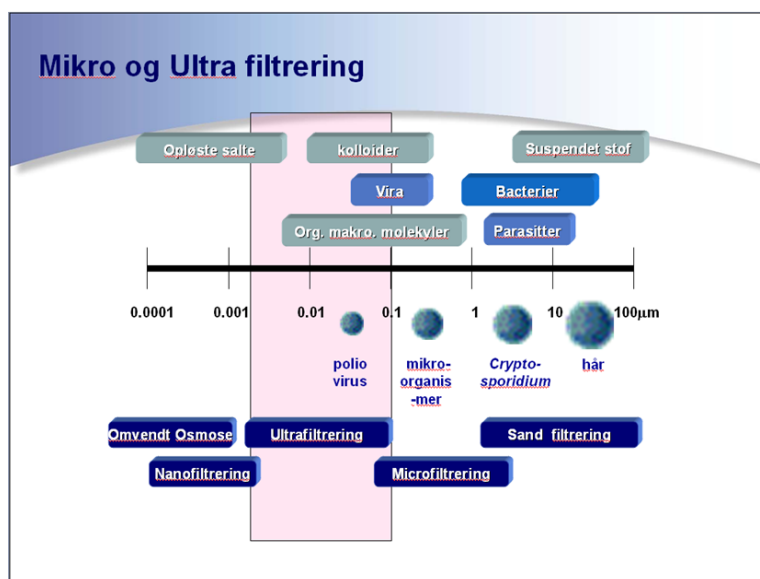 Mikro og Ultra filtrering
Opløste salte
kolloider
Suspendet stof
Vira
Bacterier
Org. makro. molekyler
Parasitter
0.0001
0.001
0.01
0.1
1
10
100µm
polio
virus
mikro-
organis
-mer
Crypto-
sporidium
hår
Omvendt Osmose
Ultrafiltrering
Sand filtrering
Nanofiltrering
Microfiltrering